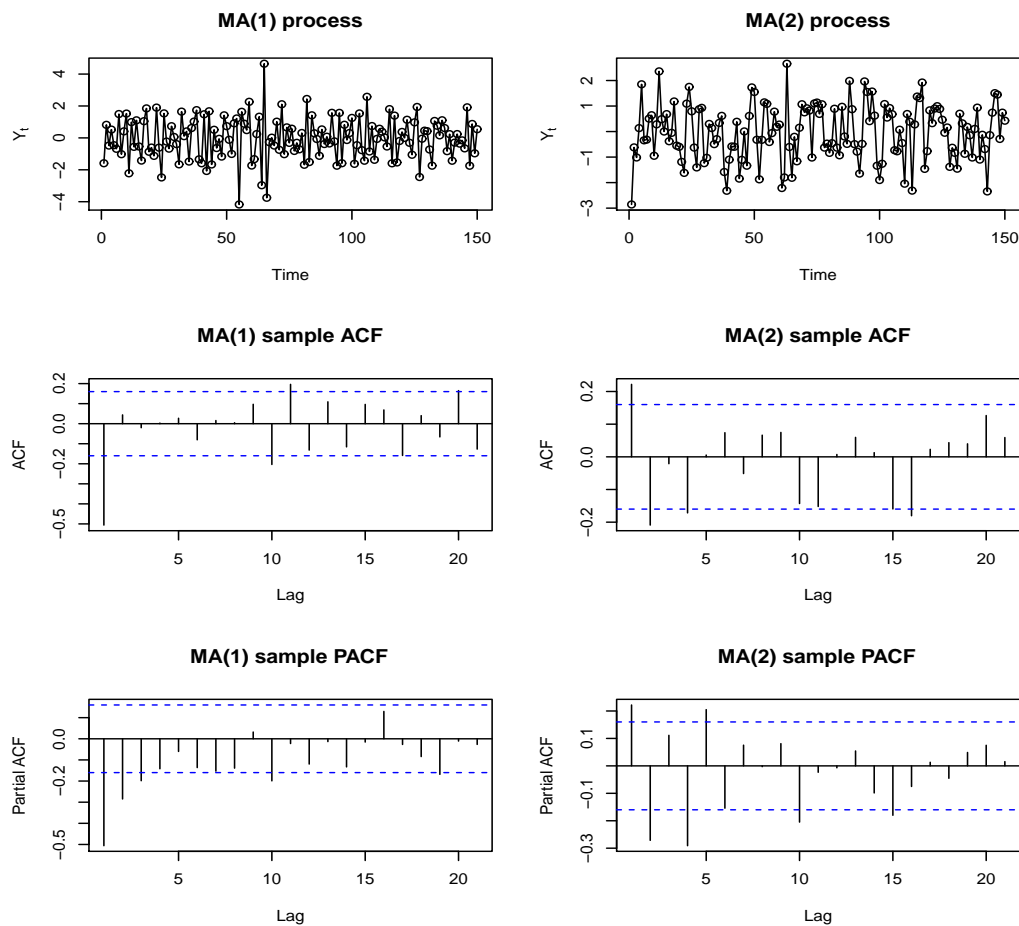 MA(1) process
4
2
0
−2
−4
Y_t
0
50
100
150
Time
MA(2) process
2
0
−1
−3
Y_t
0
50
100
150
Time
MA(1) sample ACF
0.2
0.0
−0.2
−0.5
ACF
5
10
15
20
Lag
MA(2) sample ACF
0.2
0.0
−0.2
ACF
5
10
15
20
Lag
MA(1) sample PACF
0.0
−0.2
−0.5
Partial ACF
5
10
15
20
Lag
MA(2) sample PACF
0.1
−0.1
−0.3
Partial ACF
5
10
15
20
Lag